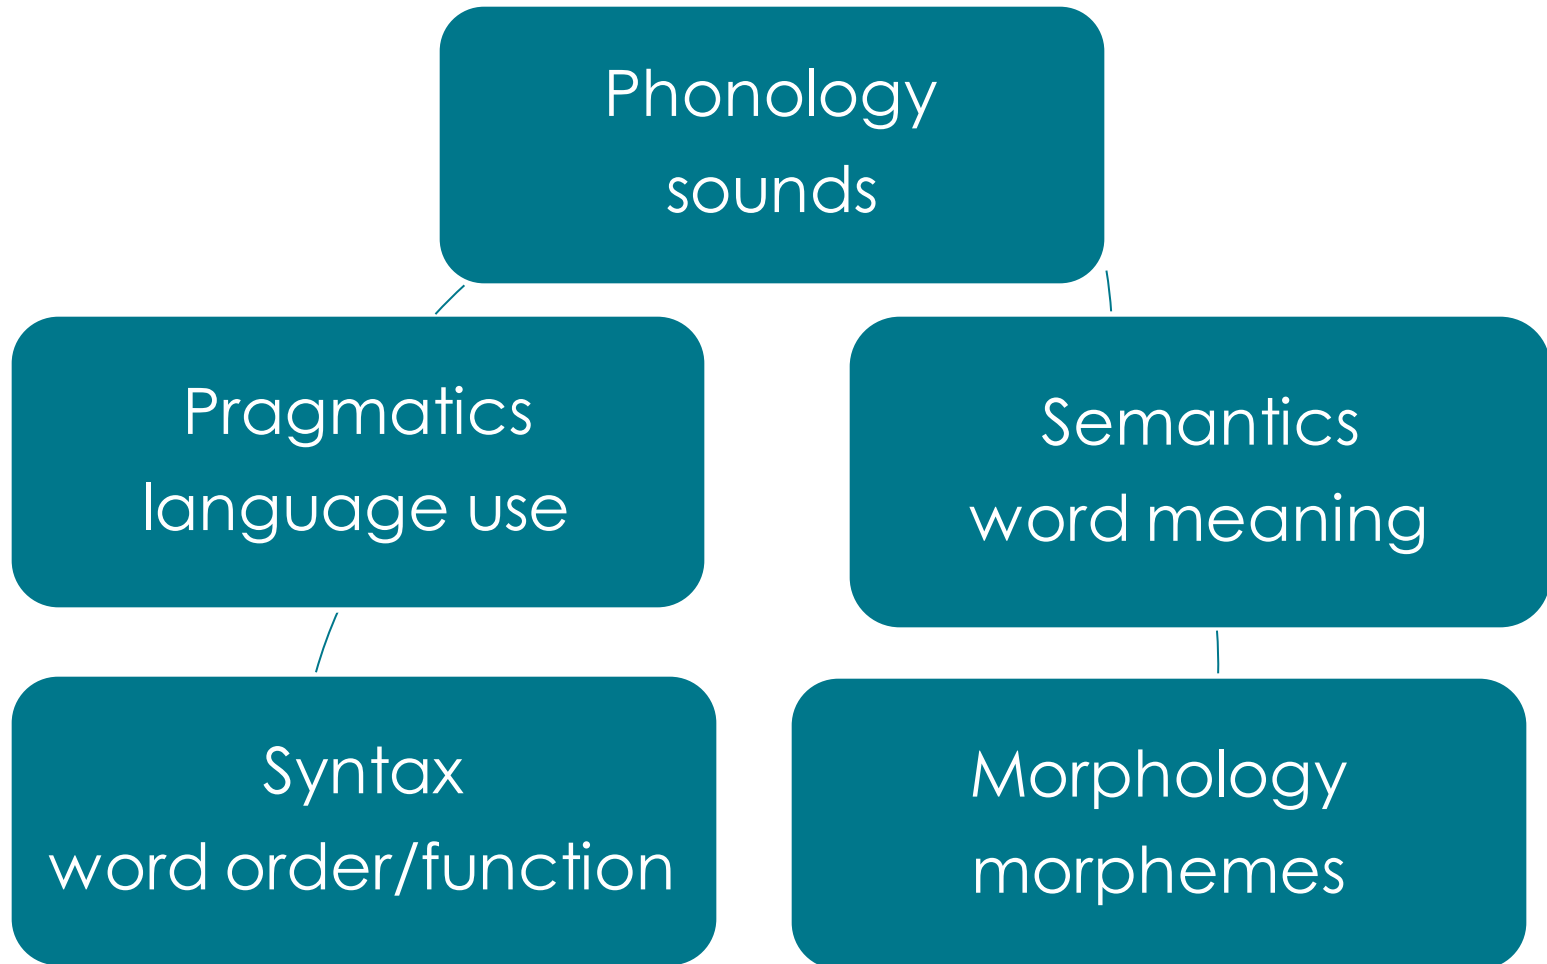 Phonology
sounds
Pragmatics
language use
Semantics
word meaning
Syntax
word order/function
Morphology
morphemes